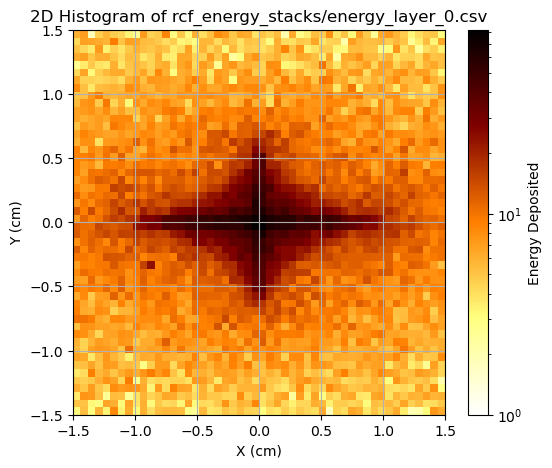 2D Histogram of rcf_energy_stacks/energy_layer_0.csv
1.5
1.0
0.5
0.0
−0.5
−1.0
−1.5
Y (cm)
−1.5 −1.0 −0.5 0.0 0.5 1.0 1.5
X (cm)
10¹
10⁰
Energy Deposited